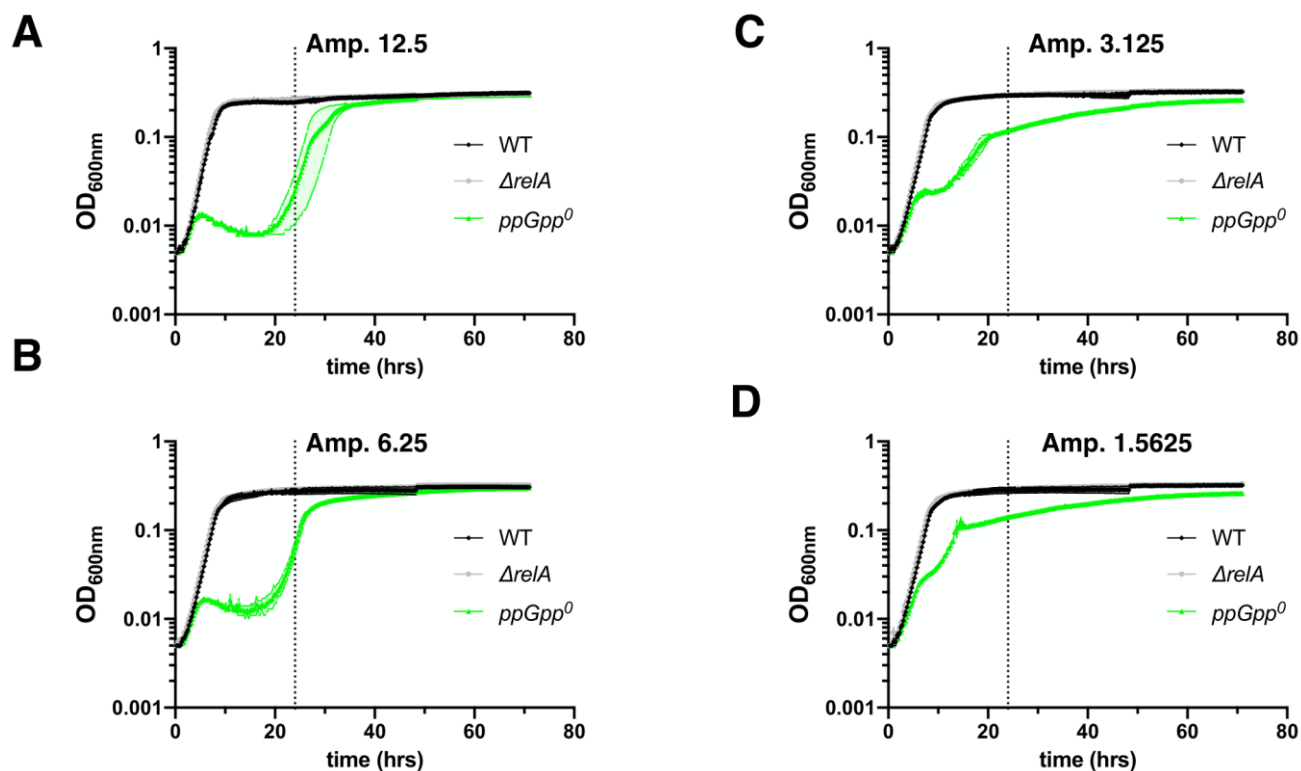 A
Amp. 12.5
OD600nm
1
0.1
0.01
0.001
WT
ΔrelA
ppGpp0
0 20 40 60 80
time (hrs)
B
Amp. 6.25
OD600nm
1
0.1
0.01
0.001
WT
ΔrelA
ppGpp0
0 20 40 60 80
time (hrs)
C
Amp. 3.125
OD600nm
1
0.1
0.01
0.001
WT
ΔrelA
ppGpp0
0 20 40 60 80
time (hrs)
D
Amp. 1.5625
OD600nm
1
0.1
0.01
0.001
WT
ΔrelA
ppGpp0
0 20 40 60 80
time (hrs)